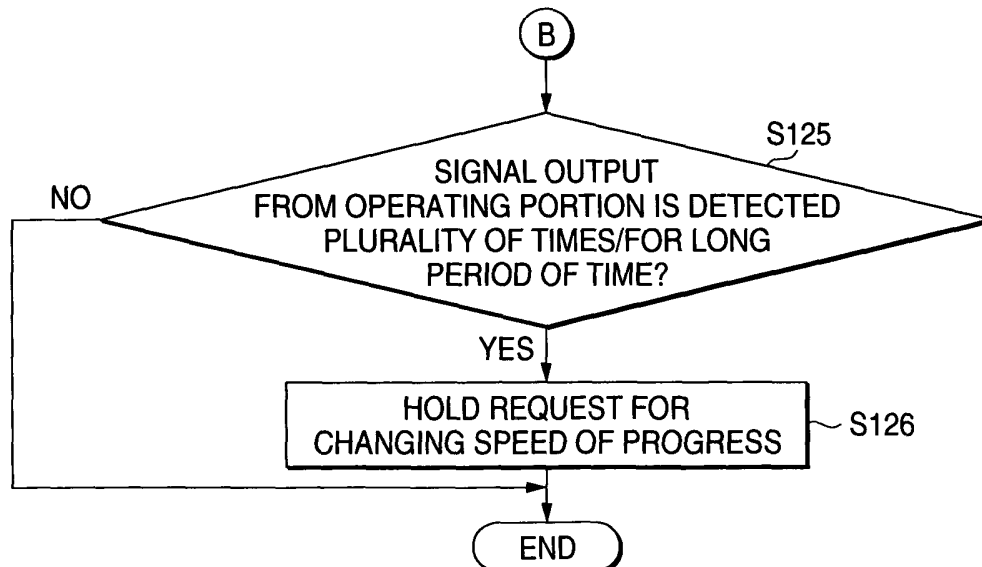 B
S125
SIGNAL OUTPUT
FROM OPERATING PORTION IS DETECTED
PLURALITY OF TIMES/FOR LONG
PERIOD OF TIME?
NO
YES
HOLD REQUEST FOR
CHANGING SPEED OF PROGRESS
S126
END